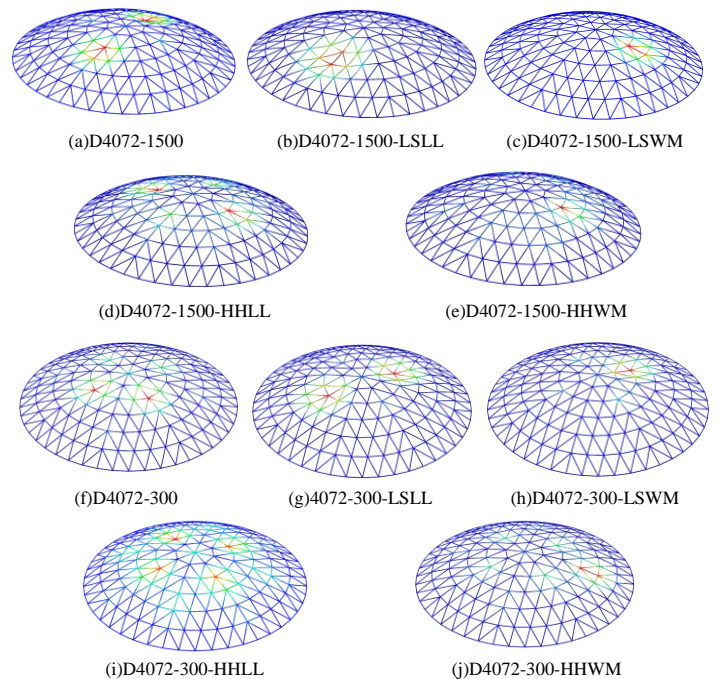 (a)D4072-1500
(b)D4072-1500-LSLL
(c)D4072-1500-LSWM
(d)D4072-1500-HHLL
(e)D4072-1500-HHWM
(f)D4072-300
(g)4072-300-LSLL
(h)D4072-300-LSWM
(i)D4072-300-HHLL
(j)D4072-300-HHWM